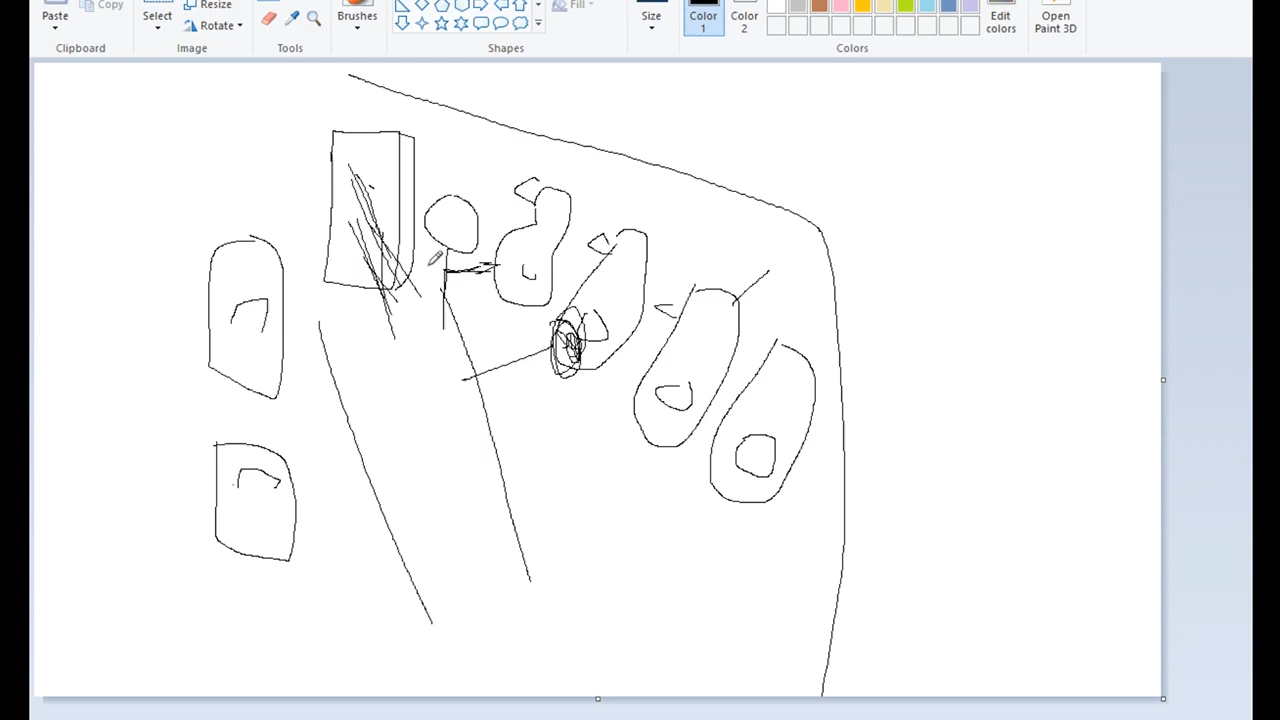 Paste
Copy
Clipboard
Select
Resize
Rotate
Image
Tools
Brushes
Shapes
Fill
Size
Color
1
Color
2
Edit
colors
Colors
Open
Paint 3D